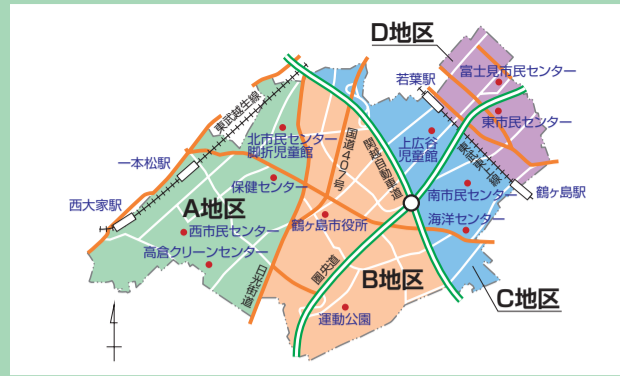 D地区
富士見市民センター
若葉駅
東武越生線
東市民センター
北市民センター
脚折児童館
国道407号
関越自動車道
上広谷
児童館
東武東上線
一本松駅
保健センター
南市民センター
鶴ヶ島駅
西大家駅
A地区
鶴ヶ島市役所
海洋センター
西市民センター
高倉クリーンセンター
日光街道
圏央道
B地区
C地区
運動公園